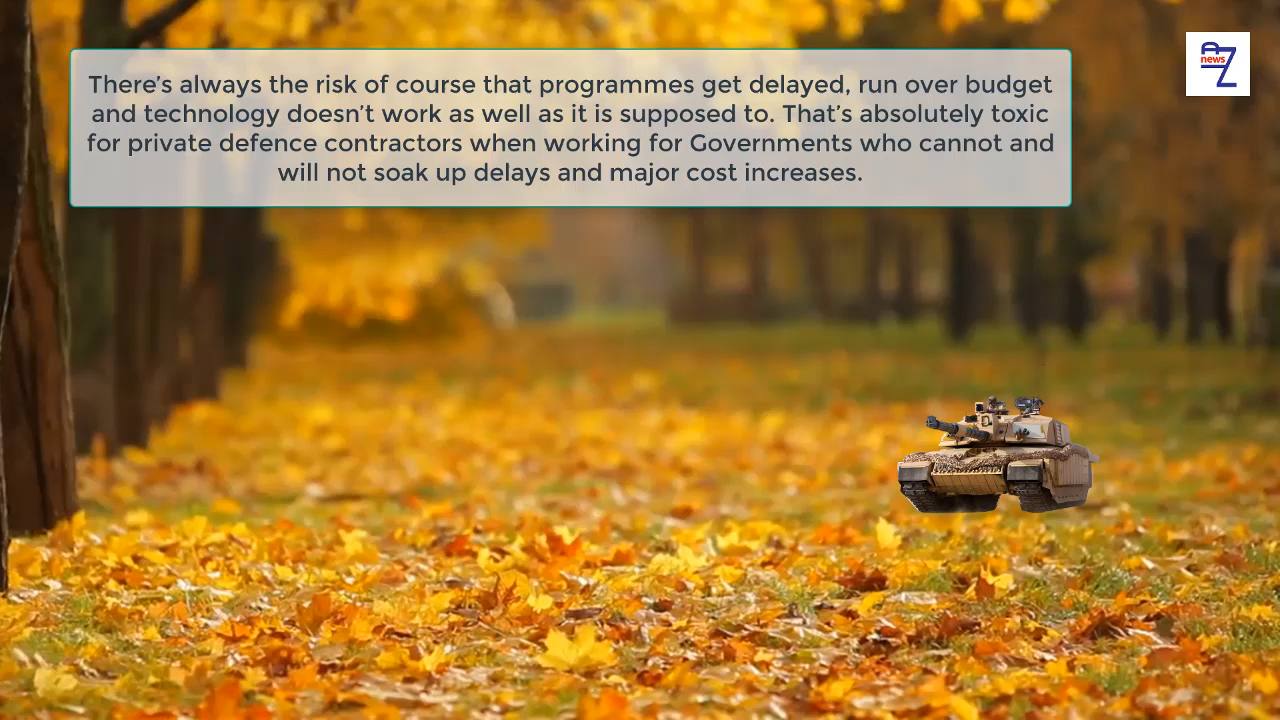 There’s always the risk of course that programmes get delayed, run over budget
and technology doesn’t work as well as it is supposed to. That’s absolutely toxic
for private defence contractors when working for Governments who cannot and
will not soak up delays and major cost increases.
A
news
Z